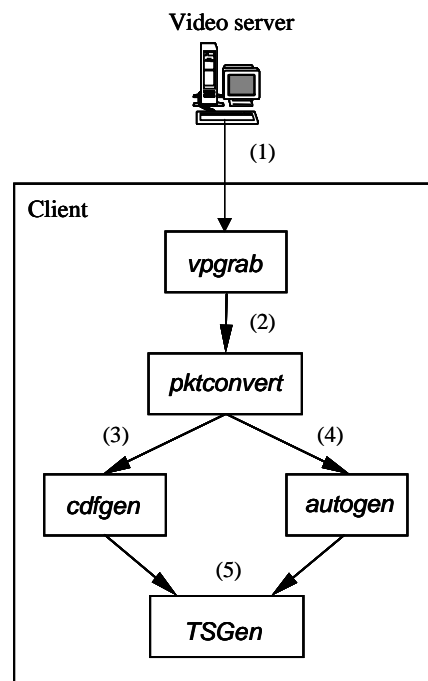 Video server
(1)
Client
vpgrab
(2)
pktconvert
(3)
(4)
cdfgen
autogen
(5)
TSGen